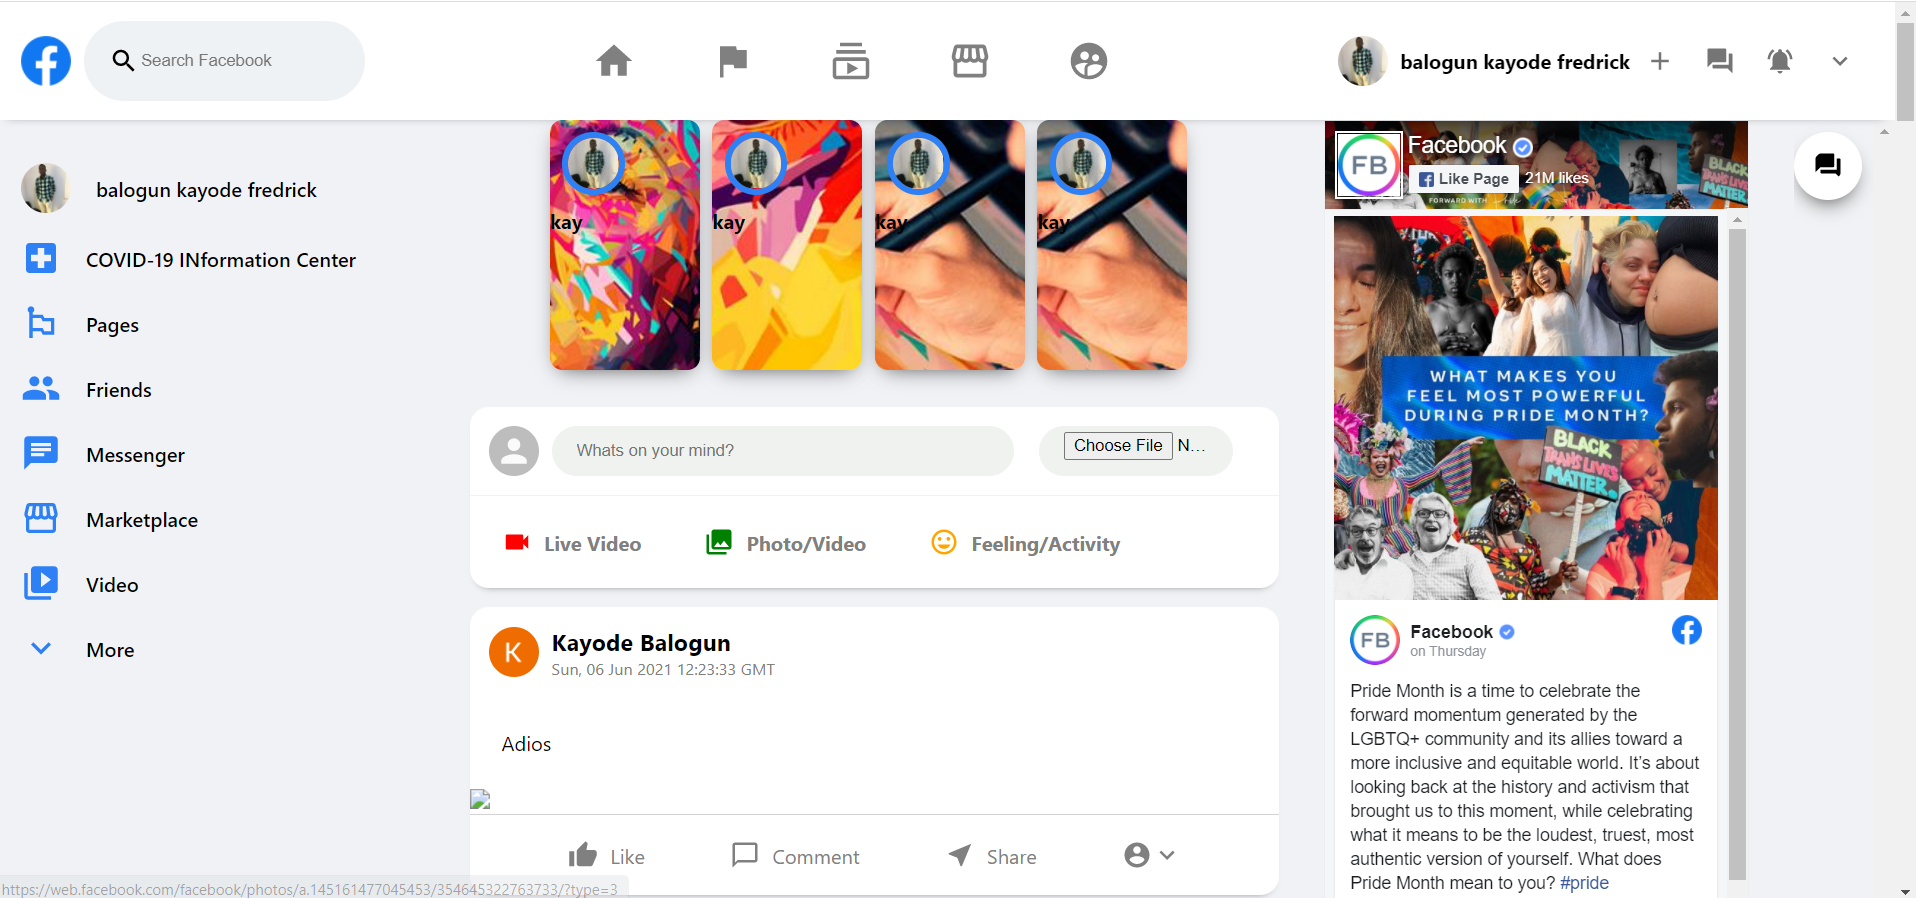 Search Facebook
balogun kayode fredrick
balogun kayode fredrick
COVID-19 INformation Center
Pages
Friends
Messenger
Marketplace
Video
More
kay
kay
kay
kay
Whats on your mind?
Choose File N...
Live Video
Photo/Video
Feeling/Activity
K
Kayode Balogun
Sun, 06 Jun 2021 12:23:33 GMT
Adios
Like
Comment
Share
https://web.facebook.com/facebook/photos/a.145161477045453/354645322763733/?type=3
FB
Facebook
Like Page
21M likes
FORWARD WITH Pride
BLACK
TRANS LIVES
MATTER
WHAT MAKES YOU
FEEL MOST POWERFUL
DURING PRIDE MONTH?
BLACK
TRANS LIVES
MATTER.
FB
Facebook
on Thursday
Pride Month is a time to celebrate the
forward momentum generated by the
LGBTQ+ community and its allies toward a
more inclusive and equitable world. It’s about
looking back at the history and activism that
brought us to this moment, while celebrating
what it means to be the loudest, truest, most
authentic version of yourself. What does
Pride Month mean to you? #pride